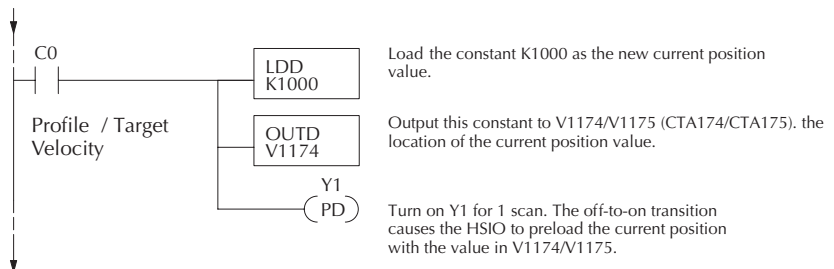 C0
LDD
K1000
Load the constant K1000 as the new current position
value.
Profile / Target
Velocity
OUTD
V1174
Output this constant to V1174/V1175 (CTA174/CTA175). the
location of the current position value.
Y1
PD
Turn on Y1 for 1 scan. The off-to-on transition
causes the HSIO to preload the current position
with the value in V1174/V1175.